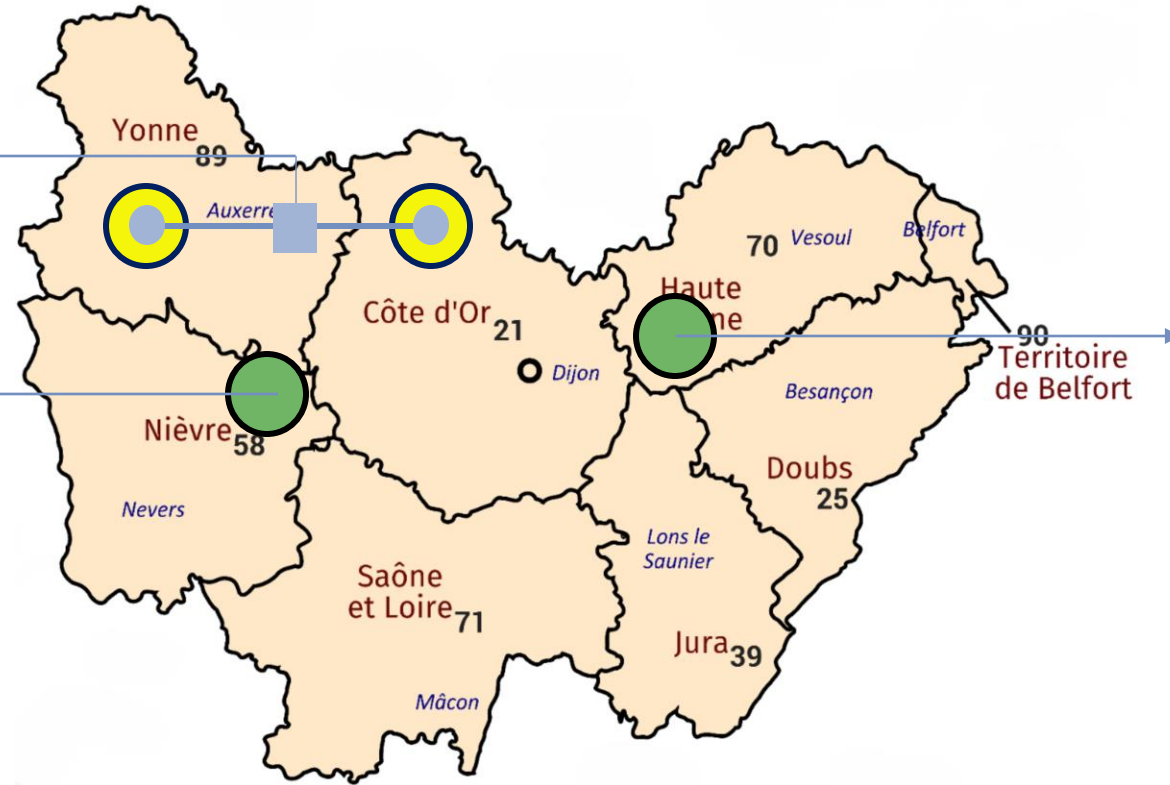 Yonne
89
Auxerre
Côte d'Or
21
Dijon
70
Vesoul
Belfort
Haute
ne
90
Territoire
de Belfort
Besançon
Nièvre
58
Nevers
Doubs
25
Lons le
Saunier
Saône
et Loire
71
Jura
39
Mâcon